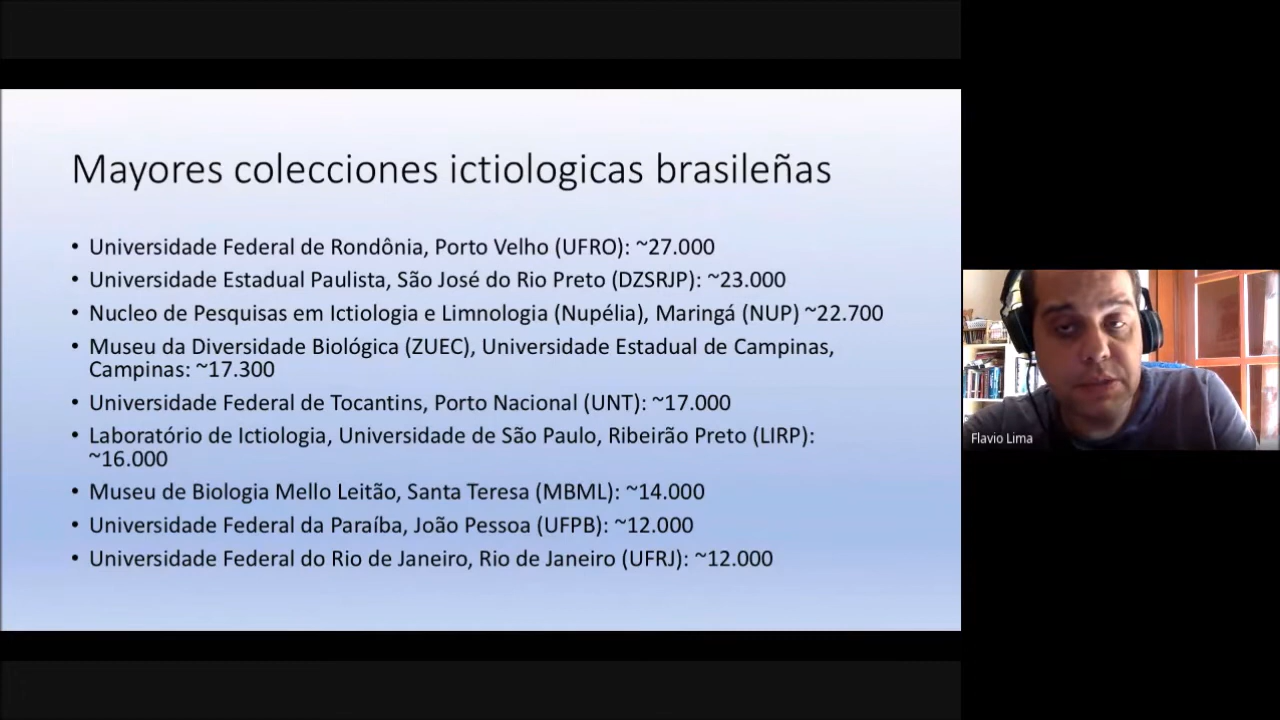 Mayores colecciones ictiologicas brasileñas
• Universidade Federal de Rondônia, Porto Velho (UFRO): ~27.000
• Universidade Estadual Paulista, São José do Rio Preto (DZSRJP): ~23.000
• Nucleo de Pesquisas em Ictiologia e Limnologia (Nupélia), Maringá (NUP) ~22.700
• Museu da Diversidade Biológica (ZUEC), Universidade Estadual de Campinas,
Campinas: ~17.300
• Universidade Federal de Tocantins, Porto Nacional (UNT): ~17.000
• Laboratório de Ictiologia, Universidade de São Paulo, Ribeirão Preto (LIRP):
~16.000
• Museu de Biologia Mello Leitão, Santa Teresa (MBML): ~14.000
• Universidade Federal da Paraíba, João Pessoa (UFPB): ~12.000
• Universidade Federal do Rio de Janeiro, Rio de Janeiro (UFRJ): ~12.000
Flavio Lima